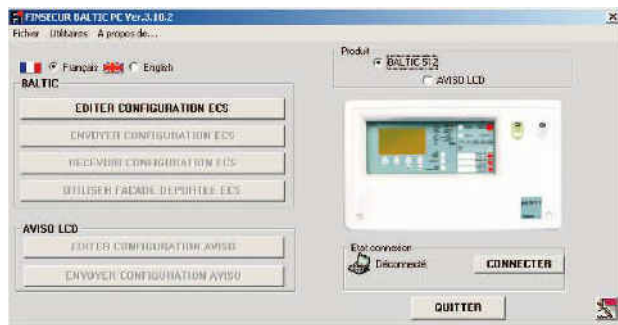 FINSECUR BALTIC PC Ver.3.10.2
Fichier Utilitaires A propos de...
Français English
BALTIC
EDITER CONFIGURATION ECS
ENVOYER CONFIGURATION ECS
RECEVOIR CONFIGURATION ECS
UTILISER FACADE DEPORTEE ECS
AVISO LCD
EDITER CONFIGURATION AVISO
ENVOYER CONFIGURATION AVISO
Produit
BALTIC 512
AVISO LCD
Etat connexion
Déconnecté
CONNECTER
QUITTER